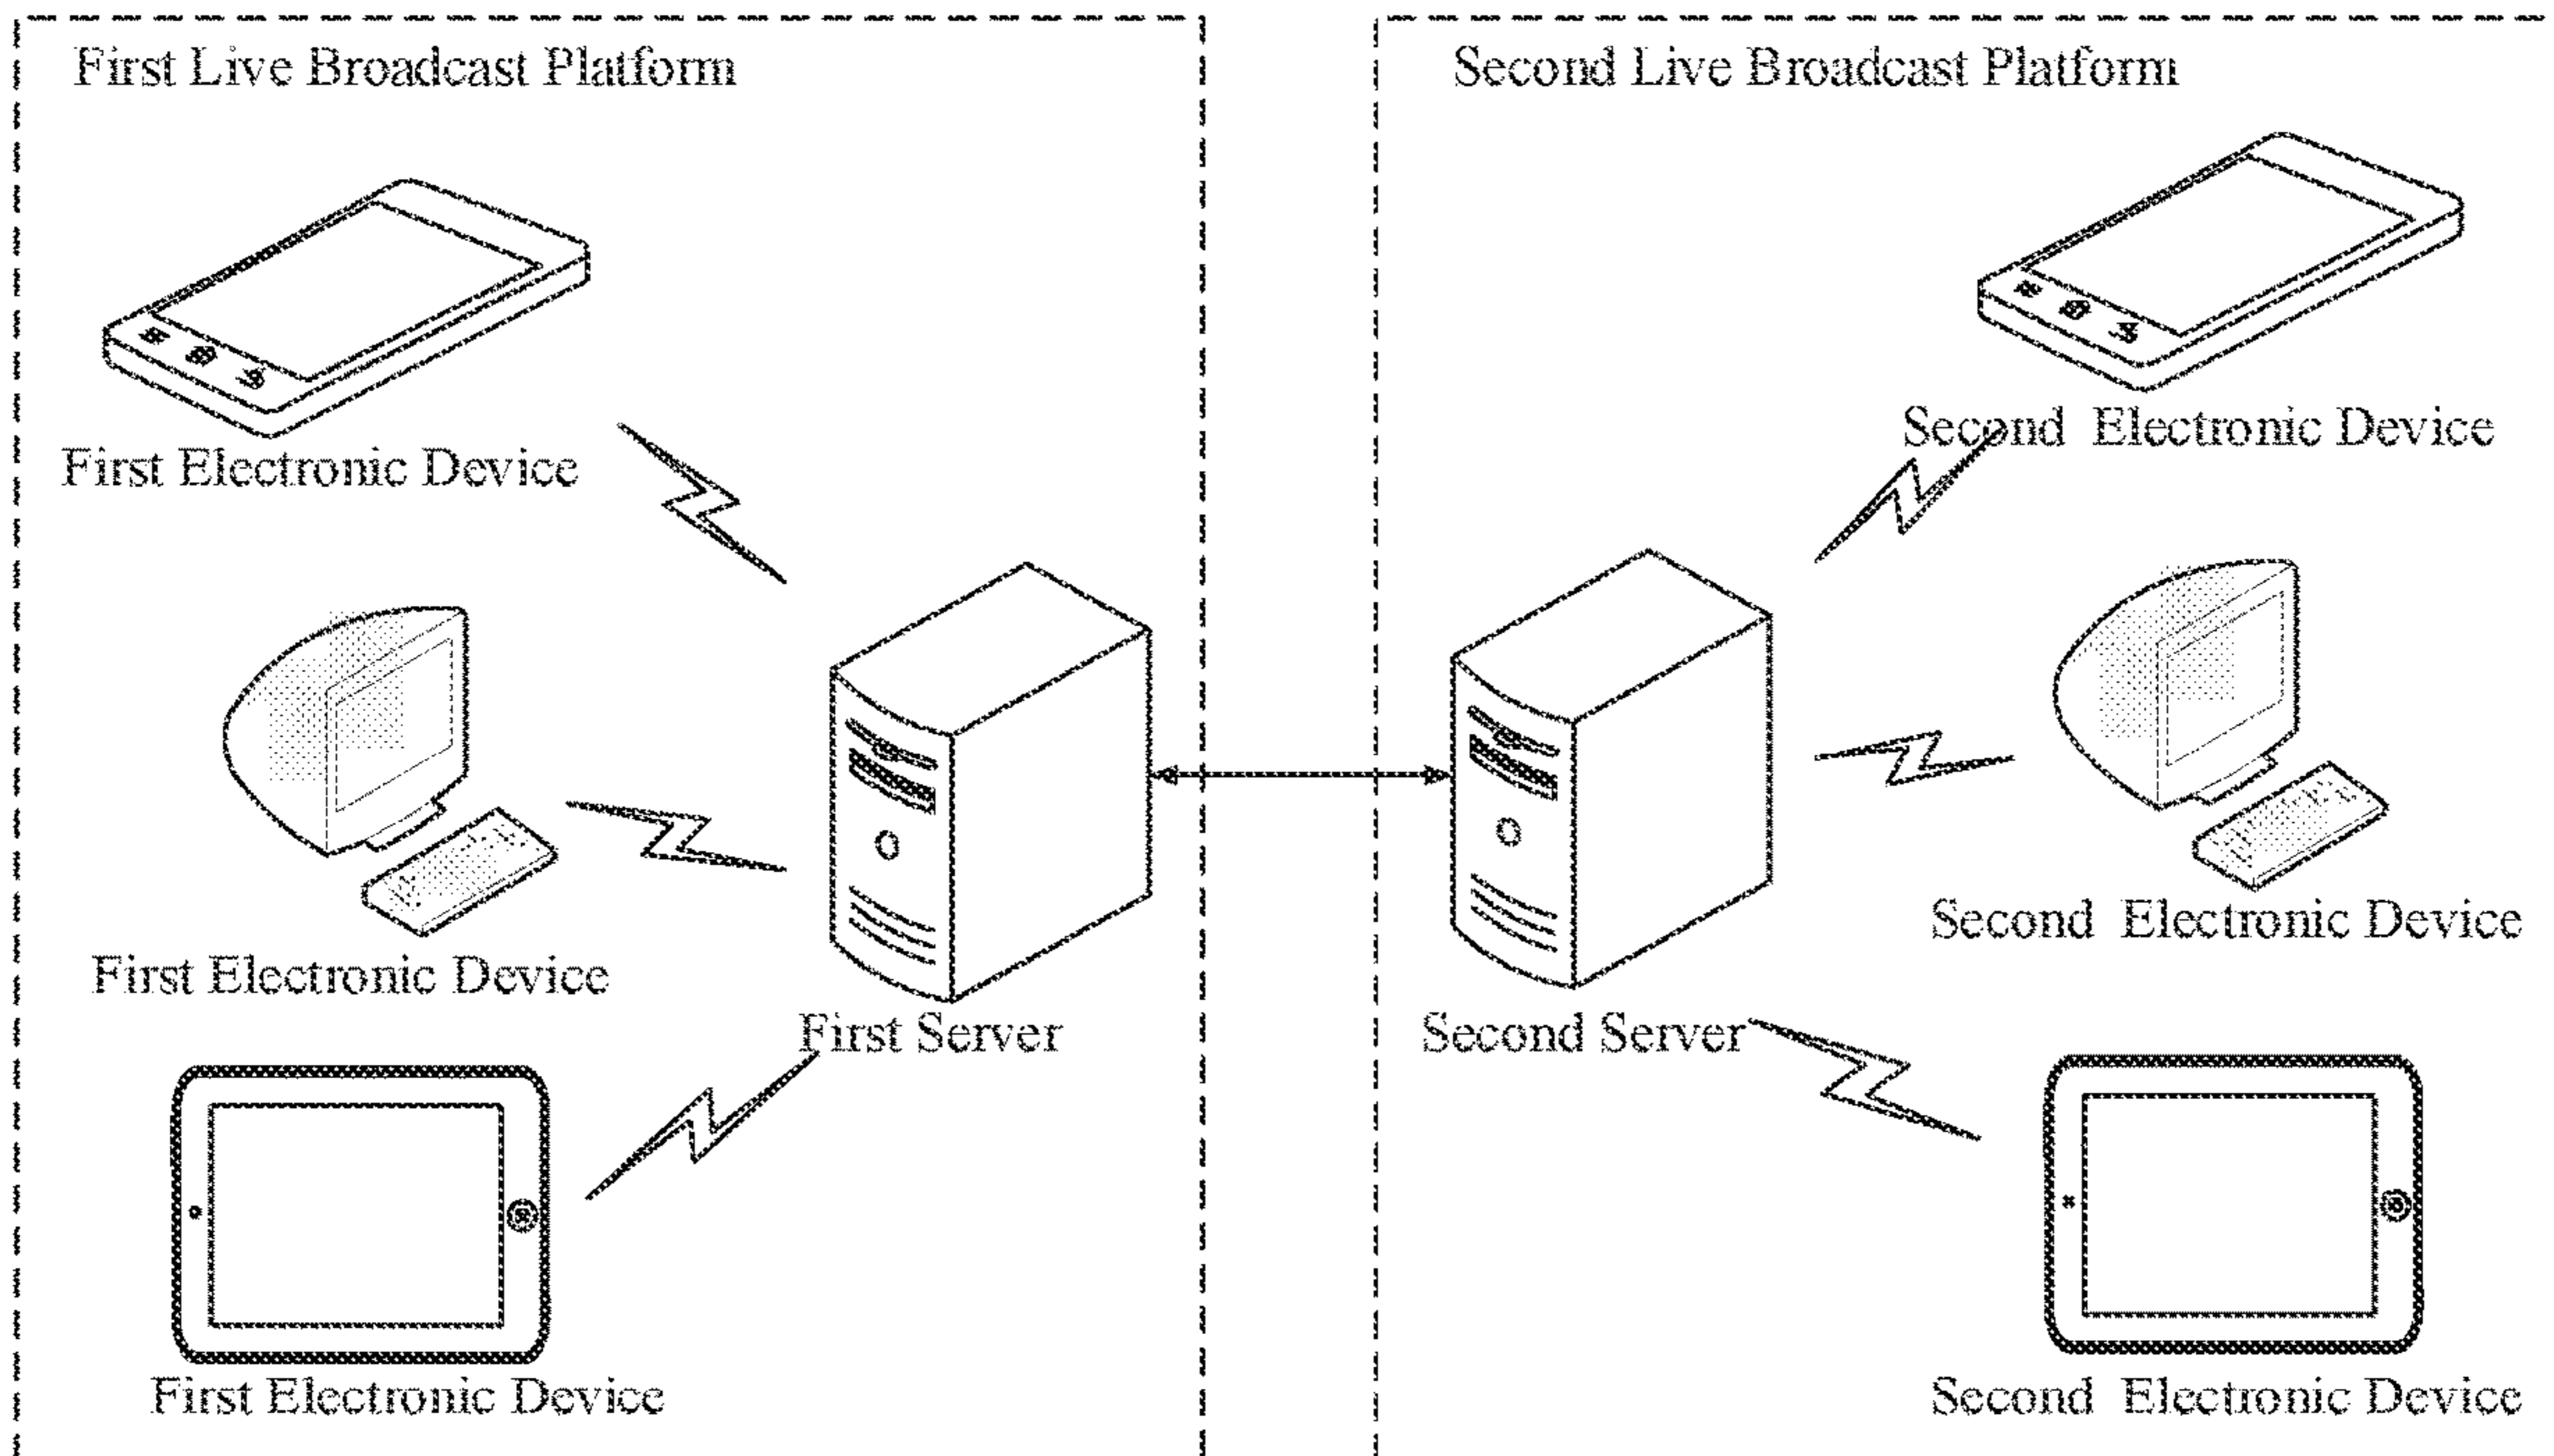 First Live Broadcast Platform
First Electronic Device
First Electronic Device
First Server
First Electronic Device
Second Live Broadcast Platform
Second Electronic Device
Second Electronic Device
Second Server
Second Electronic Device